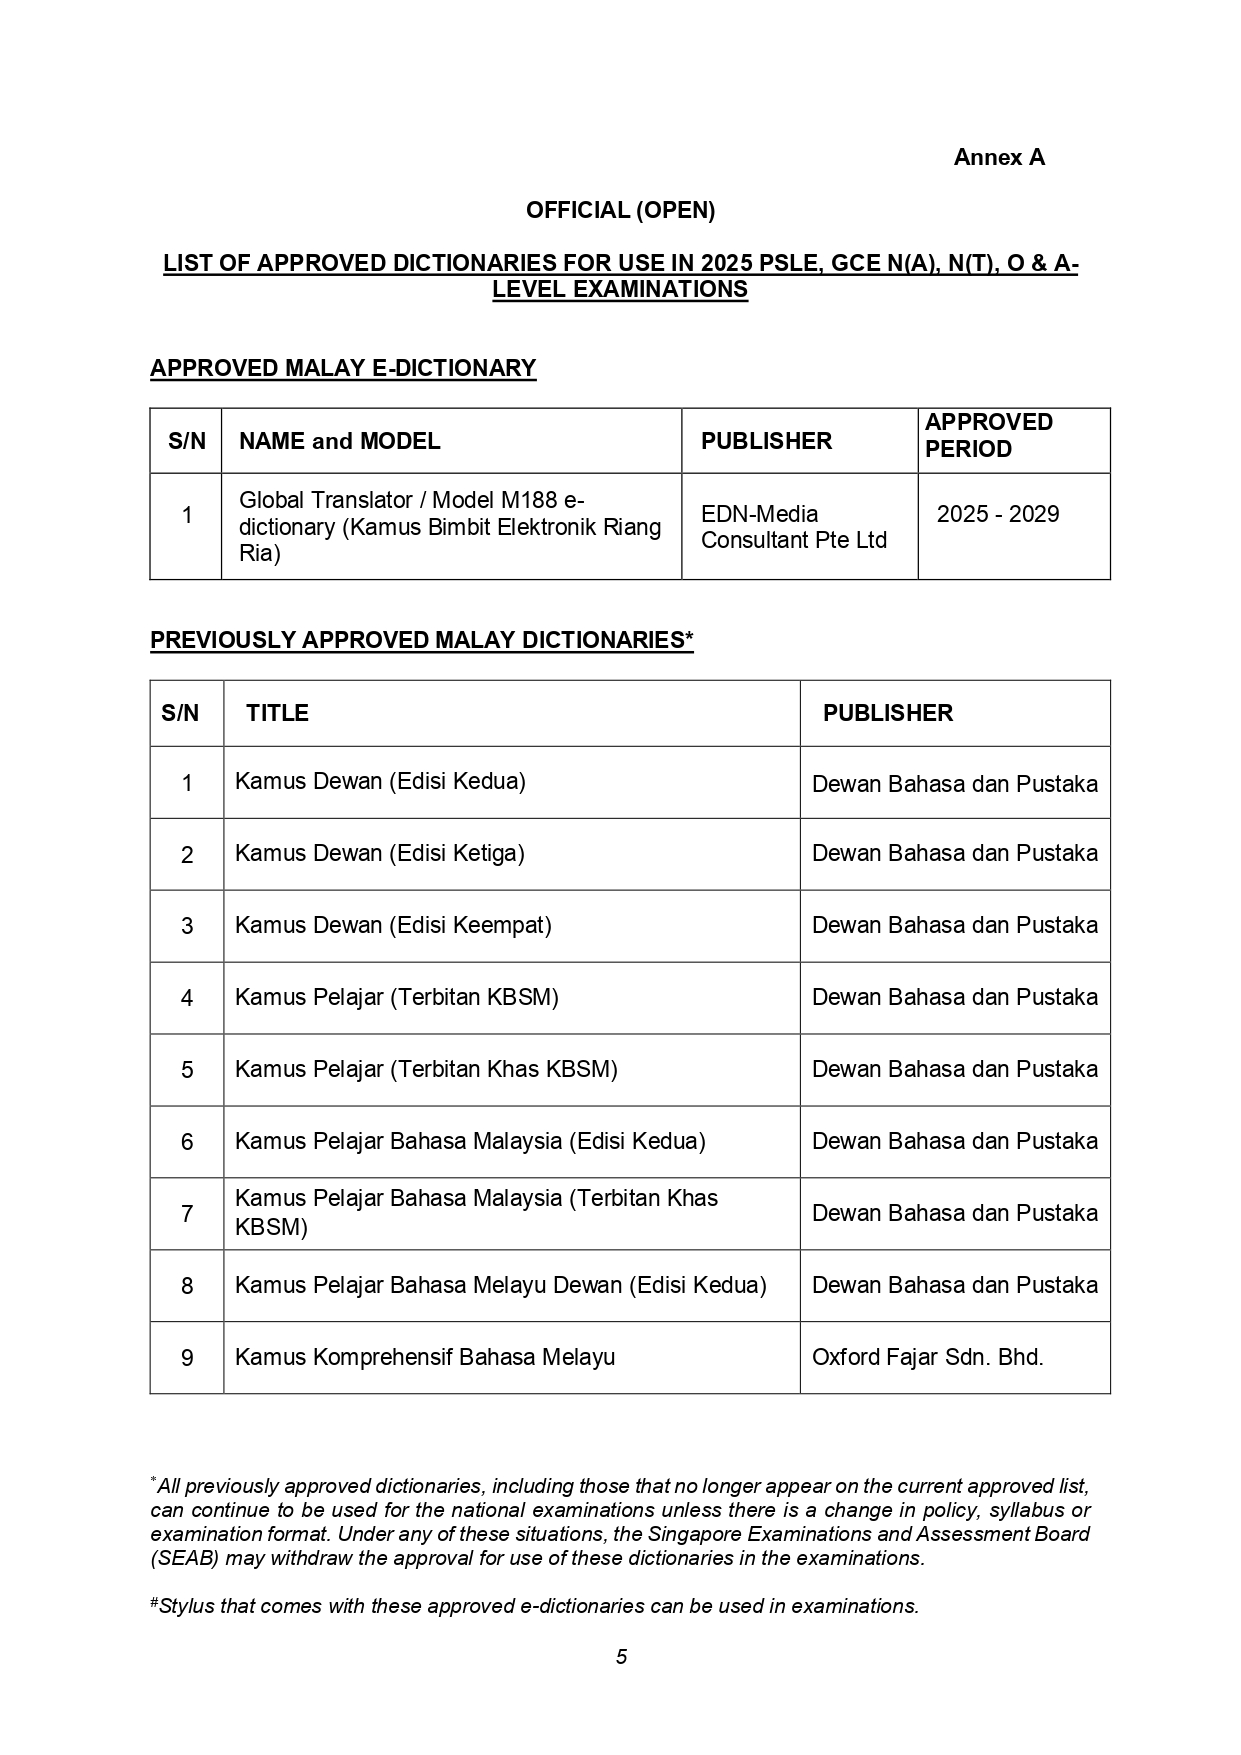 Annex A
OFFICIAL (OPEN)
LIST OF APPROVED DICTIONARIES FOR USE IN 2025 PSLE, GCE N(A), N(T), O & A-
LEVEL EXAMINATIONS
APPROVED MALAY E-DICTIONARY
S/N NAME and MODEL PUBLISHER APPROVED PERIOD
1 Global Translator / Model M188 e-
dictionary (Kamus Bimbit Elektronik Riang
Ria)
EDN-Media
Consultant Pte Ltd
2025 - 2029
PREVIOUSLY APPROVED MALAY DICTIONARIES*
S/N TITLE PUBLISHER
1 Kamus Dewan (Edisi Kedua) Dewan Bahasa dan Pustaka
2 Kamus Dewan (Edisi Ketiga) Dewan Bahasa dan Pustaka
3 Kamus Dewan (Edisi Keempat) Dewan Bahasa dan Pustaka
4 Kamus Pelajar (Terbitan KBSM) Dewan Bahasa dan Pustaka
5 Kamus Pelajar (Terbitan Khas KBSM) Dewan Bahasa dan Pustaka
6 Kamus Pelajar Bahasa Malaysia (Edisi Kedua) Dewan Bahasa dan Pustaka
7 Kamus Pelajar Bahasa Malaysia (Terbitan Khas
KBSM) Dewan Bahasa dan Pustaka
8 Kamus Pelajar Bahasa Melayu Dewan (Edisi Kedua) Dewan Bahasa dan Pustaka
9 Kamus Komprehensif Bahasa Melayu Oxford Fajar Sdn. Bhd.
*All previously approved dictionaries, including those that no longer appear on the current approved list,
can continue to be used for the national examinations unless there is a change in policy, syllabus or
examination format. Under any of these situations, the Singapore Examinations and Assessment Board
(SEAB) may withdraw the approval for use of these dictionaries in the examinations.
#Stylus that comes with these approved e-dictionaries can be used in examinations.
5